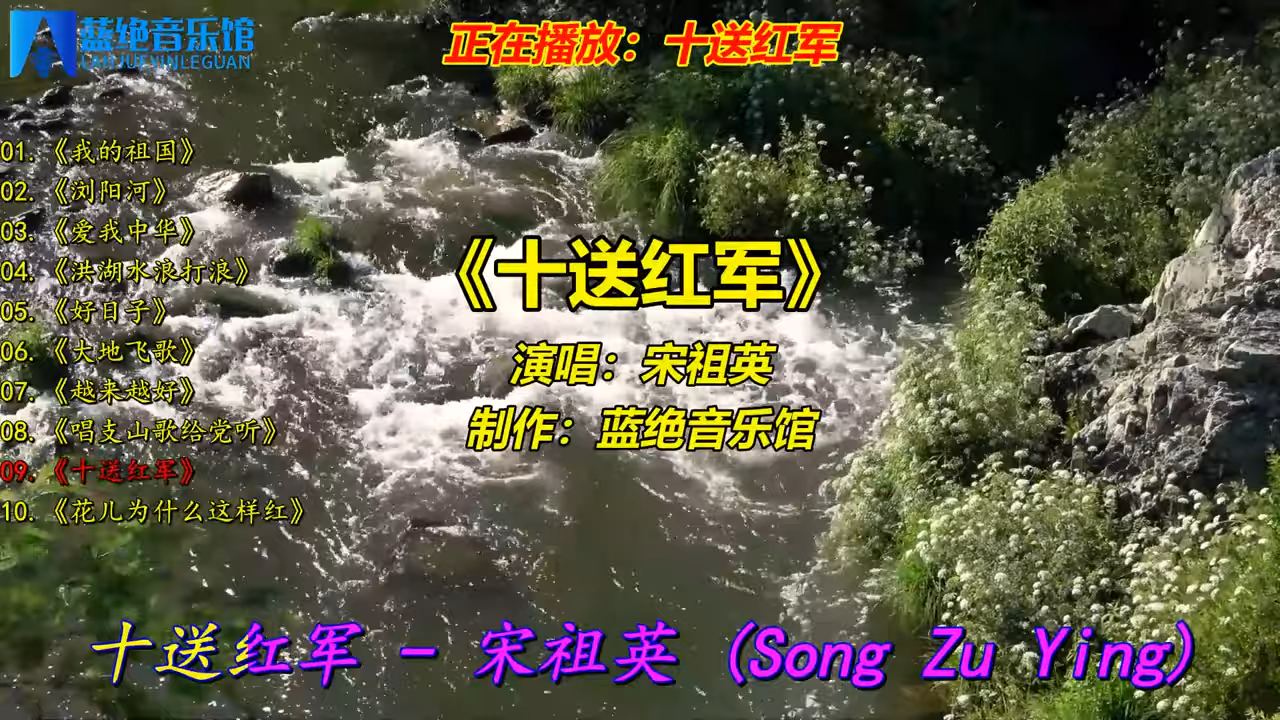 蓝绝音乐馆
LANJUEYINLEGUAN
正在播放：十送红军
01.《我的祖国》
02.《浏阳河》
03.《爱我中华》
04.《洪湖水浪打浪》
05.《好日子》
06.《大地飞歌》
07.《越来越好》
08.《唱支山歌给党听》
09.《十送红军》
10.《花儿为什么这样红》
《十送红军》
演唱：宋祖英
制作：蓝绝音乐馆
十送红军 - 宋祖英 (Song Zu Ying)